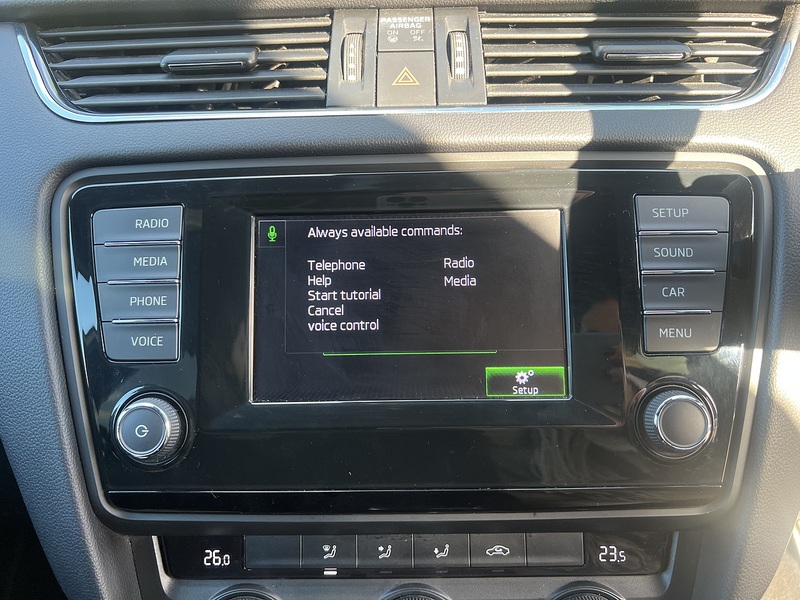 PASSENGER
AIRBAG
ON OFF
RADIO
MEDIA
PHONE
VOICE
Always available commands:
Telephone Radio
Help Media
Start tutorial
Cancel
voice control
Setup
SETUP
SOUND
CAR
MENU
26.0
23.5